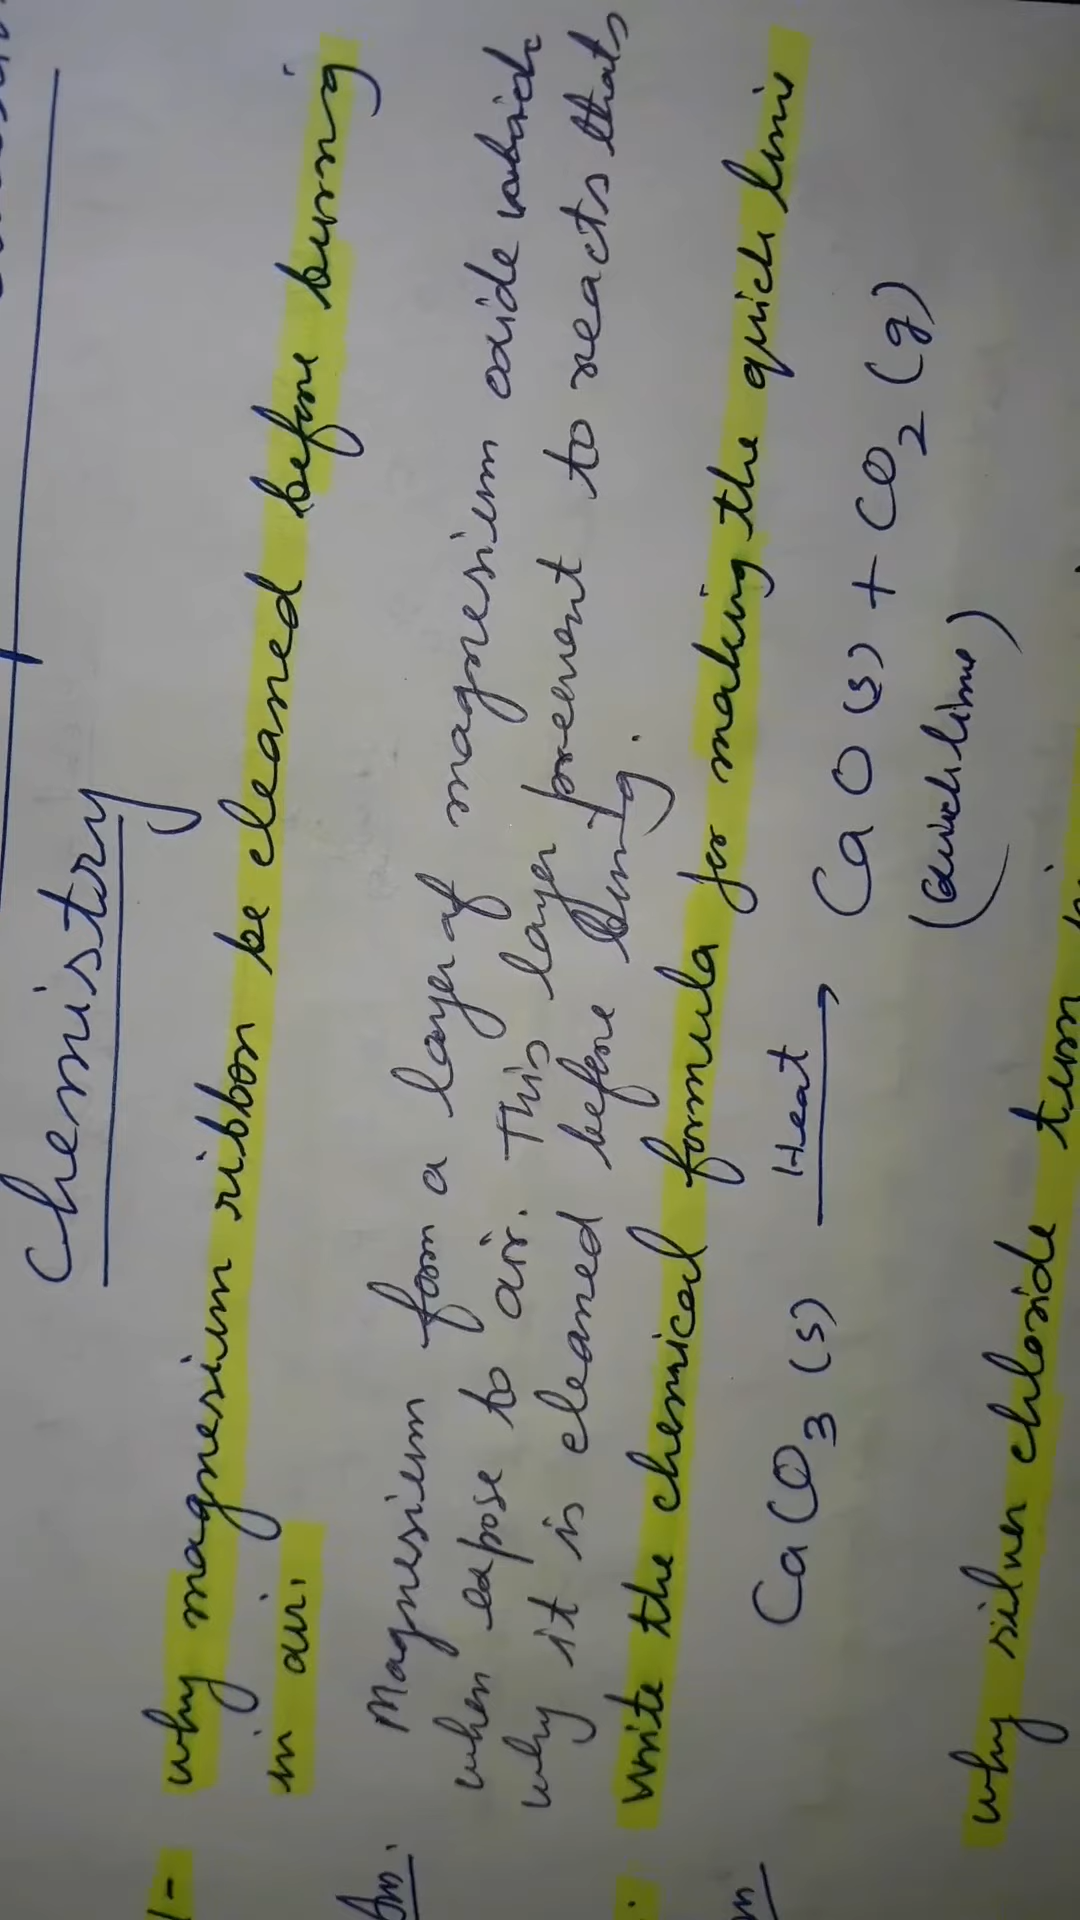 Chemistry
1- why magnesium ribbon be cleaned before burning
in air.
Ans. Magnesium form a layer of magnesium oxide which
when expose to air. This layer prevent to reacts thats
why it is cleaned before burning.
write the chemical formula for making the quick lime
CaCO3 (s) Heat → CaO (s) + CO2 (g)
(Quick lime)
why silver chloride turn